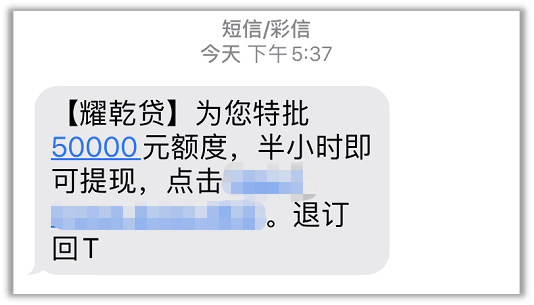 短信/彩信
今天 下午 5:37
【耀乾贷】为您特批
50000元额度，半小时即
可提现，点击
。退订
回T